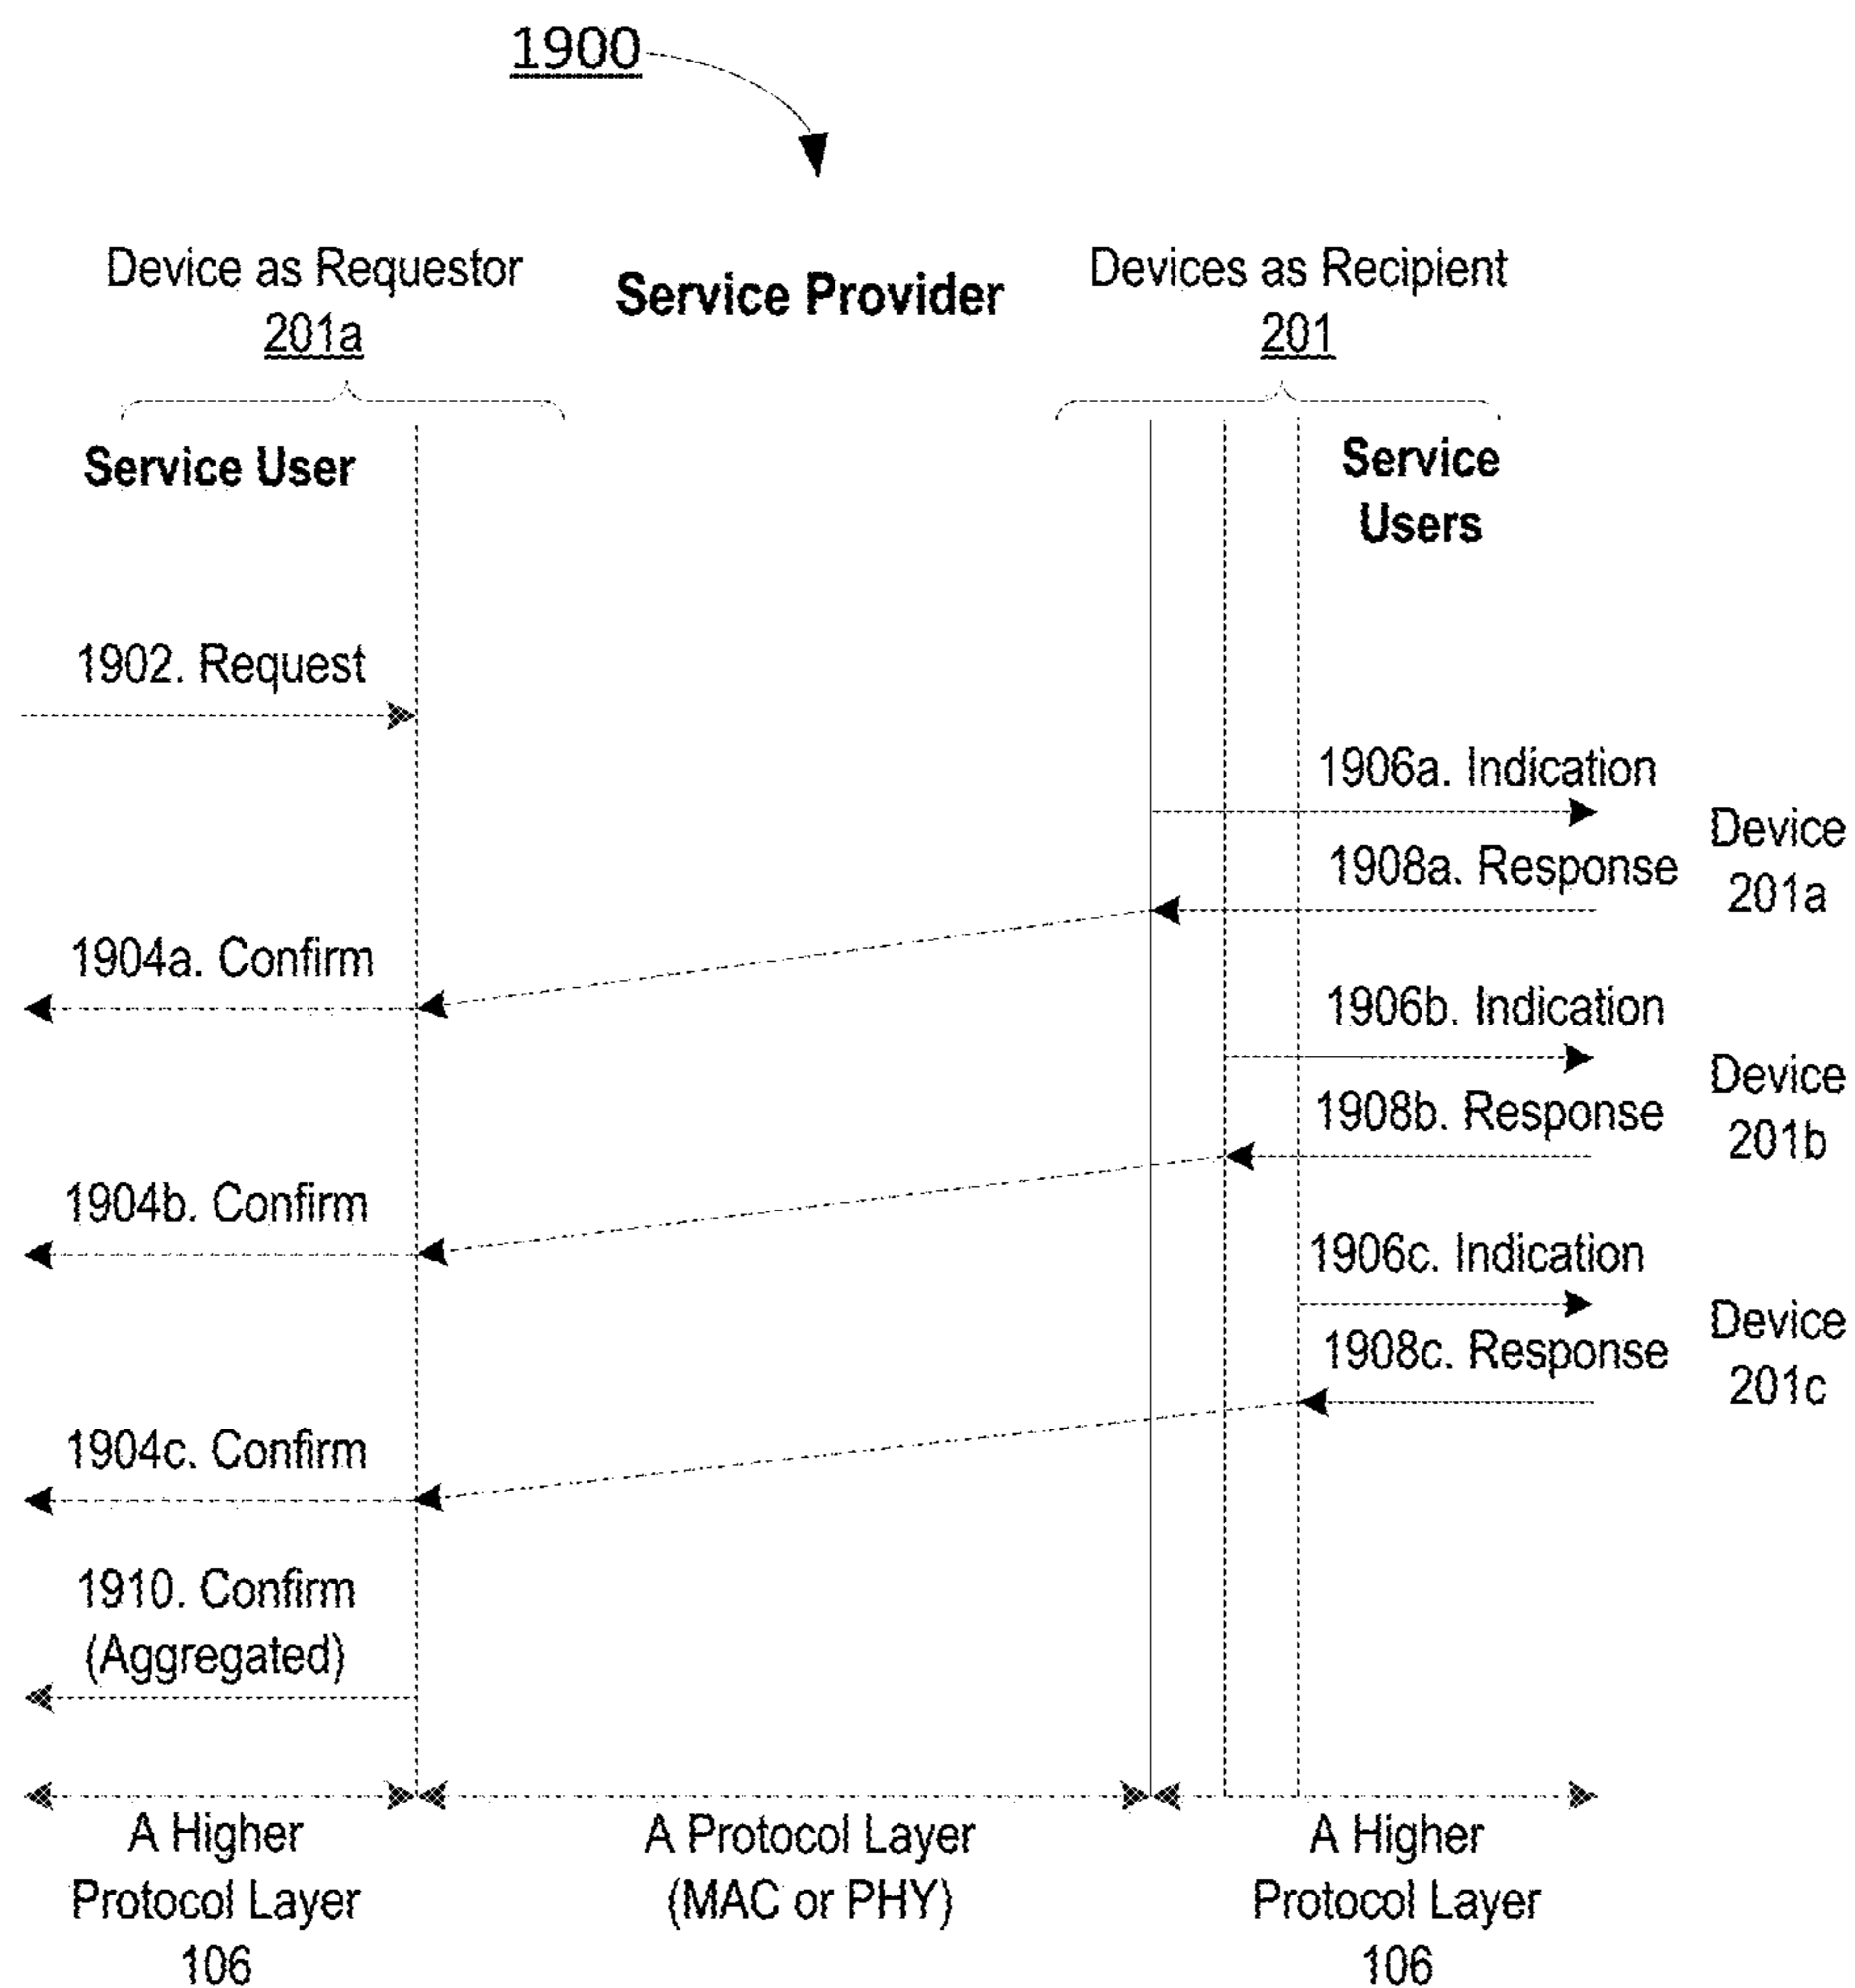 1900
Device as Requestor
201a
Service Provider
Devices as Recipient
201
Service User
Service
Users
1902. Request
1906a. Indication
1908a. Response
Device
201a
1904a. Confirm
1906b. Indication
1908b. Response
Device
201b
1904b. Confirm
1906c. Indication
1908c. Response
Device
201c
1904c. Confirm
1910. Confirm
(Aggregated)
A Higher
Protocol Layer
106
A Protocol Layer
(MAC or PHY)
A Higher
Protocol Layer
106